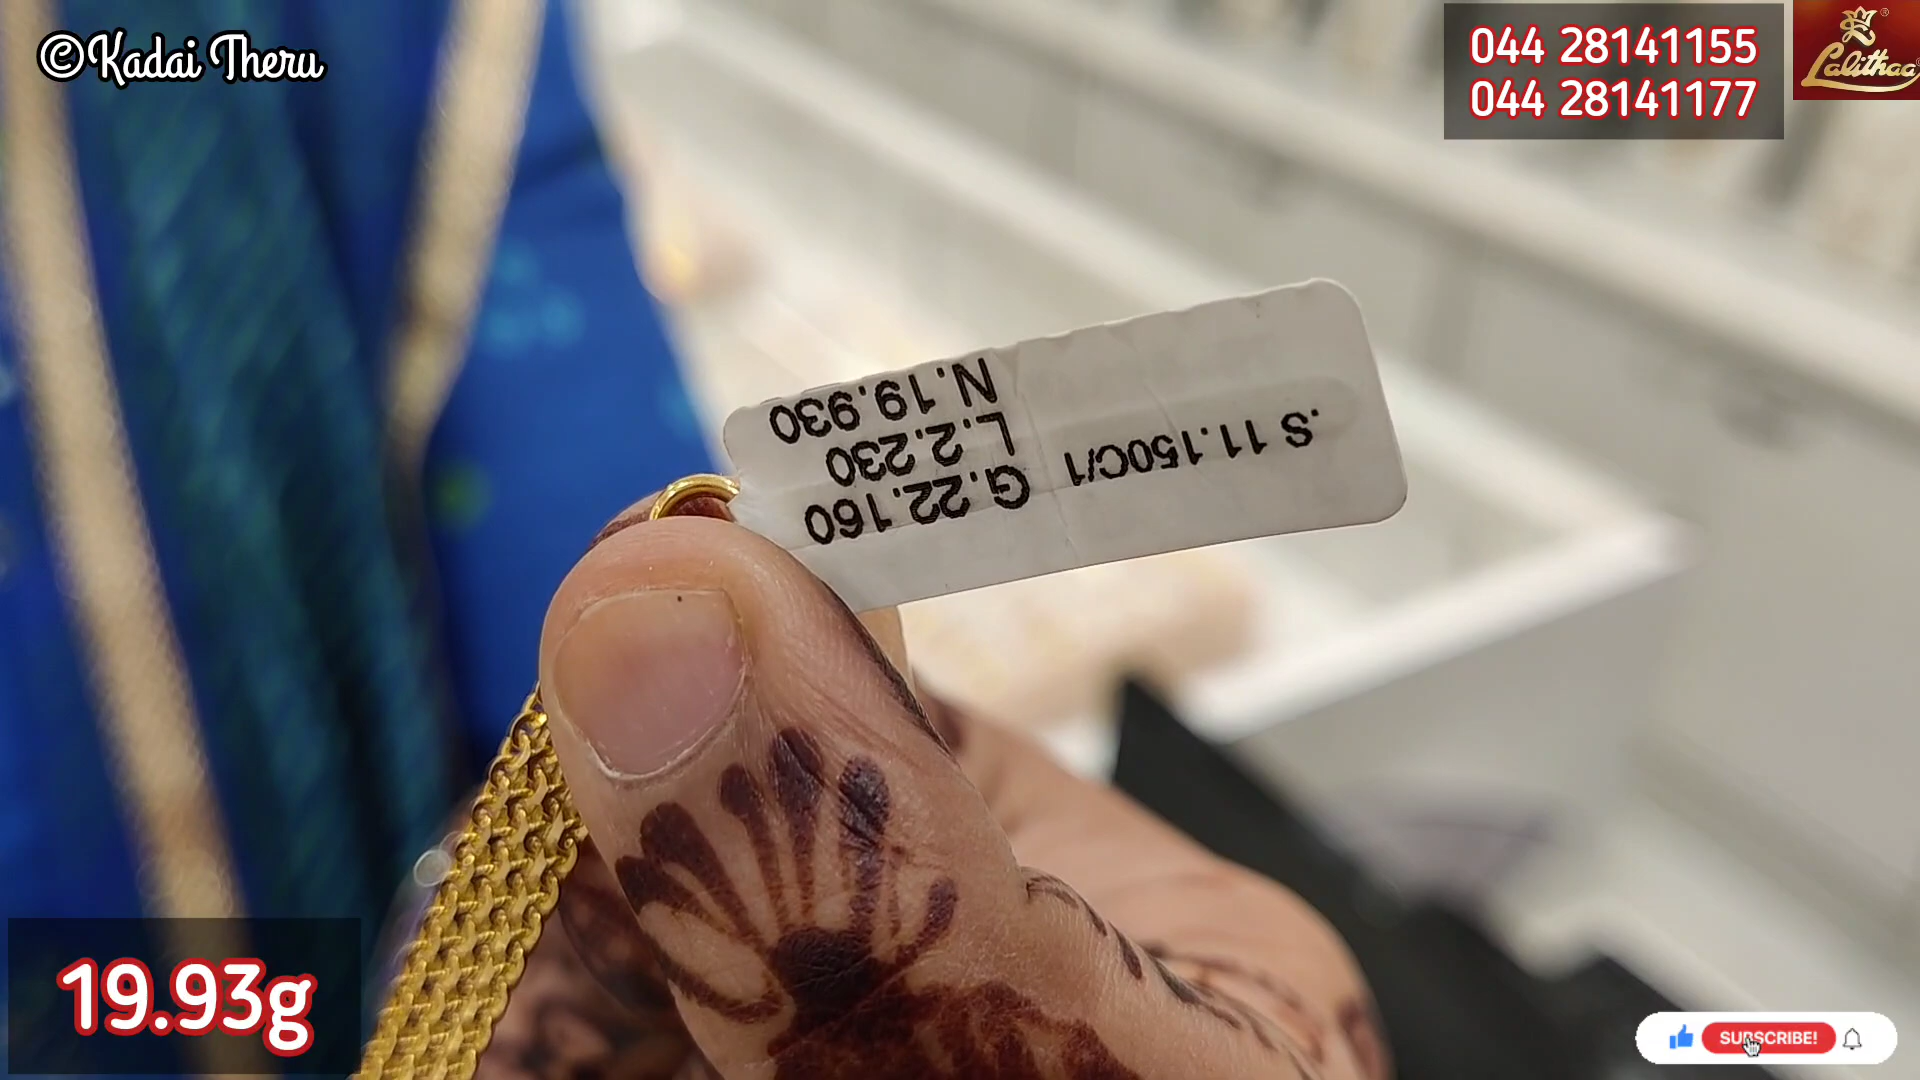 ©Kadai Theru
044 28141155
044 28141177
Lalithaa
G.22.160
L.2.230
N.19.930
.S 11.150C/1
19.93g
SUBSCRIBE!